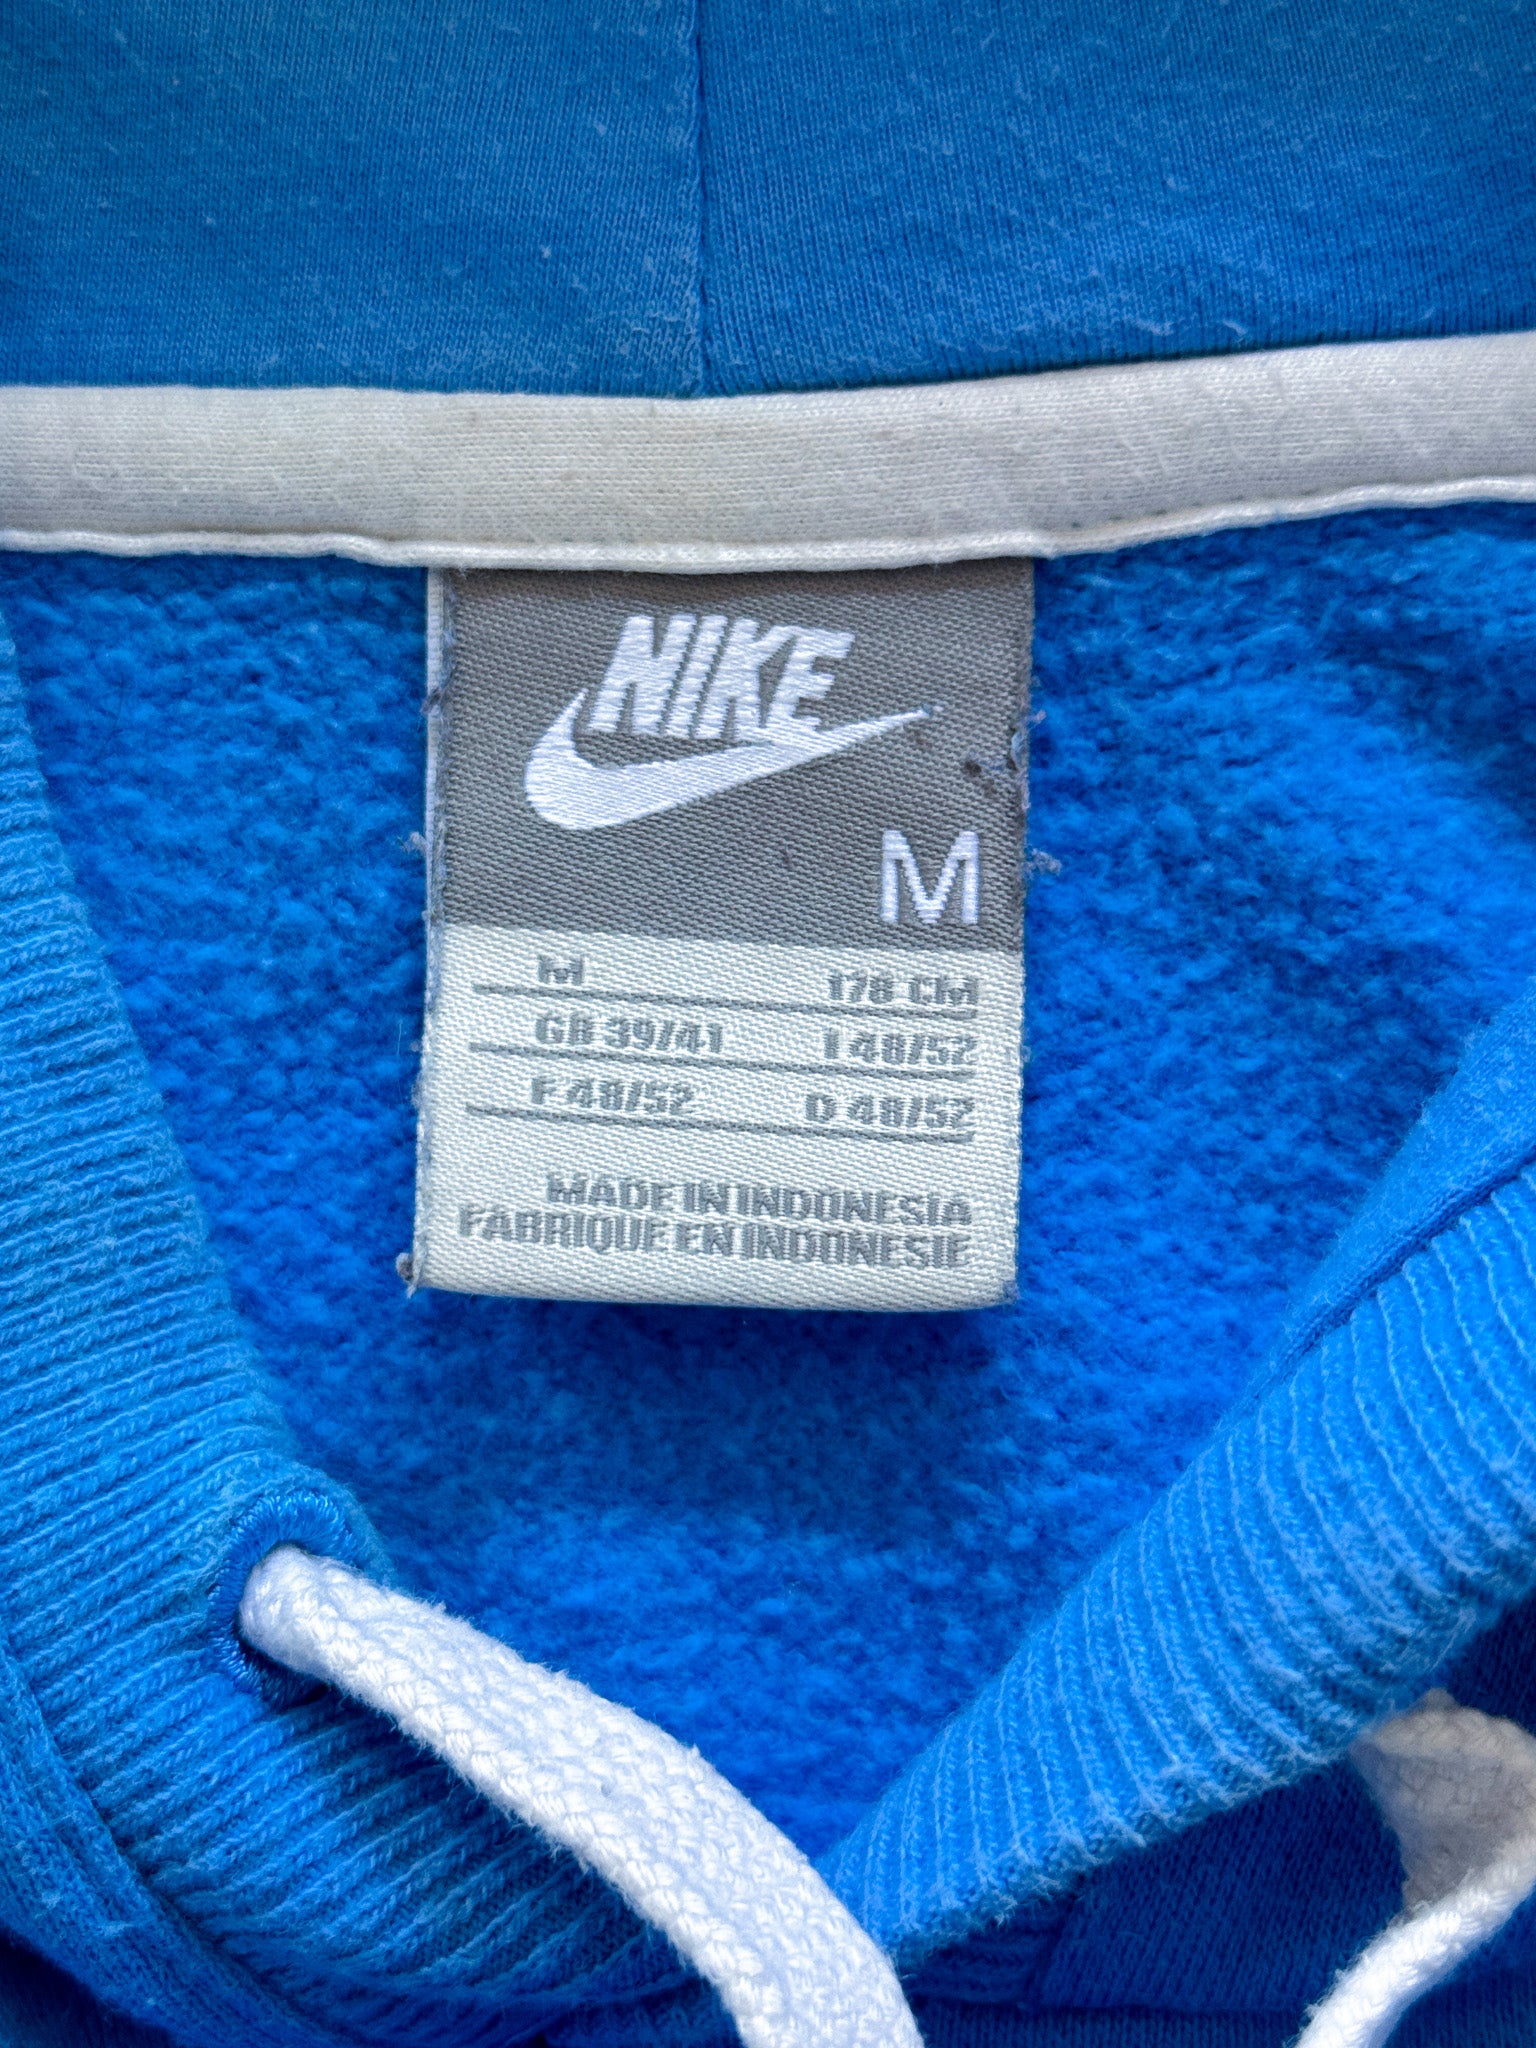 NIKE
M
M 178 CM
GB 39/41 I 48/52
F 48/52 D 48/52
MADE IN INDONESIA
FABRIQUE EN INDONESIE